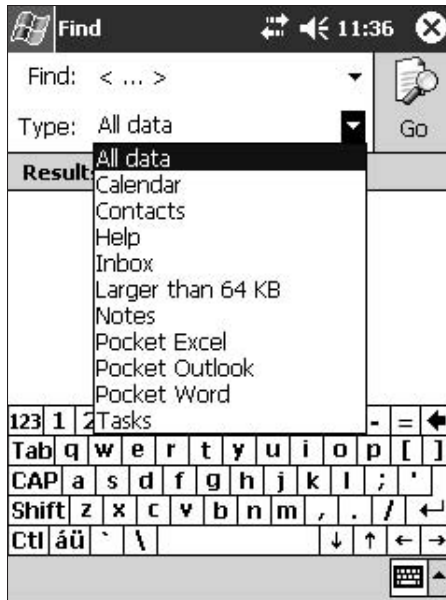 Find 11:36
Find: < ... >
Type: All data
Go
Results
All data
Calendar
Contacts
Help
Inbox
Larger than 64 KB
Notes
Pocket Excel
Pocket Outlook
Pocket Word
Tasks
123 1 2 - =
Tab q w e r t y u i o p [ ]
CAP a s d f g h j k l ; '
Shift z x c v b n m , . /
Ctl áü ` \